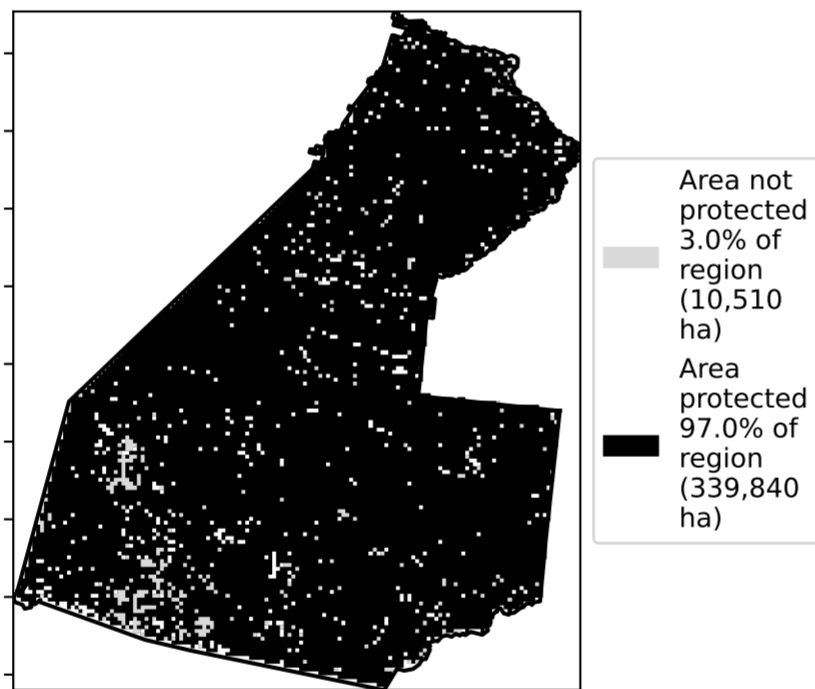 Area not
protected
3.0% of
region
(10,510
ha)
Area
protected
97.0% of
region
(339,840
ha)